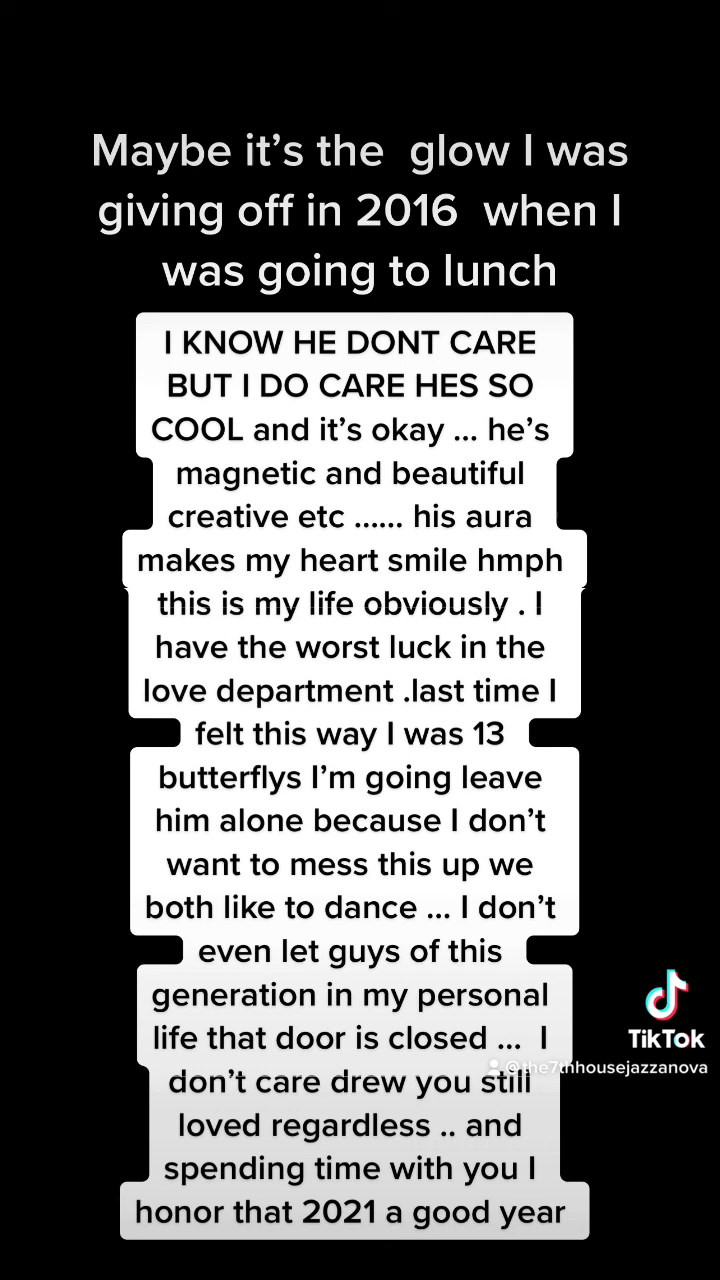 Maybe it’s the  glow I was
giving off in 2016  when I
was going to lunch
I KNOW HE DONT CARE
BUT I DO CARE HES SO
COOL and it’s okay ... he’s
magnetic and beautiful
creative etc ...... his aura
makes my heart smile hmph
this is my life obviously . I
have the worst luck in the
love department .last time I
felt this way I was 13
butterflys I’m going leave
him alone because I don’t
want to mess this up we
both like to dance ... I don’t
even let guys of this
generation in my personal
life that door is closed ...  I
don’t care drew you still
loved regardless .. and
spending time with you I
honor that 2021 a good year
TikTok
@the7thhousejazzanova